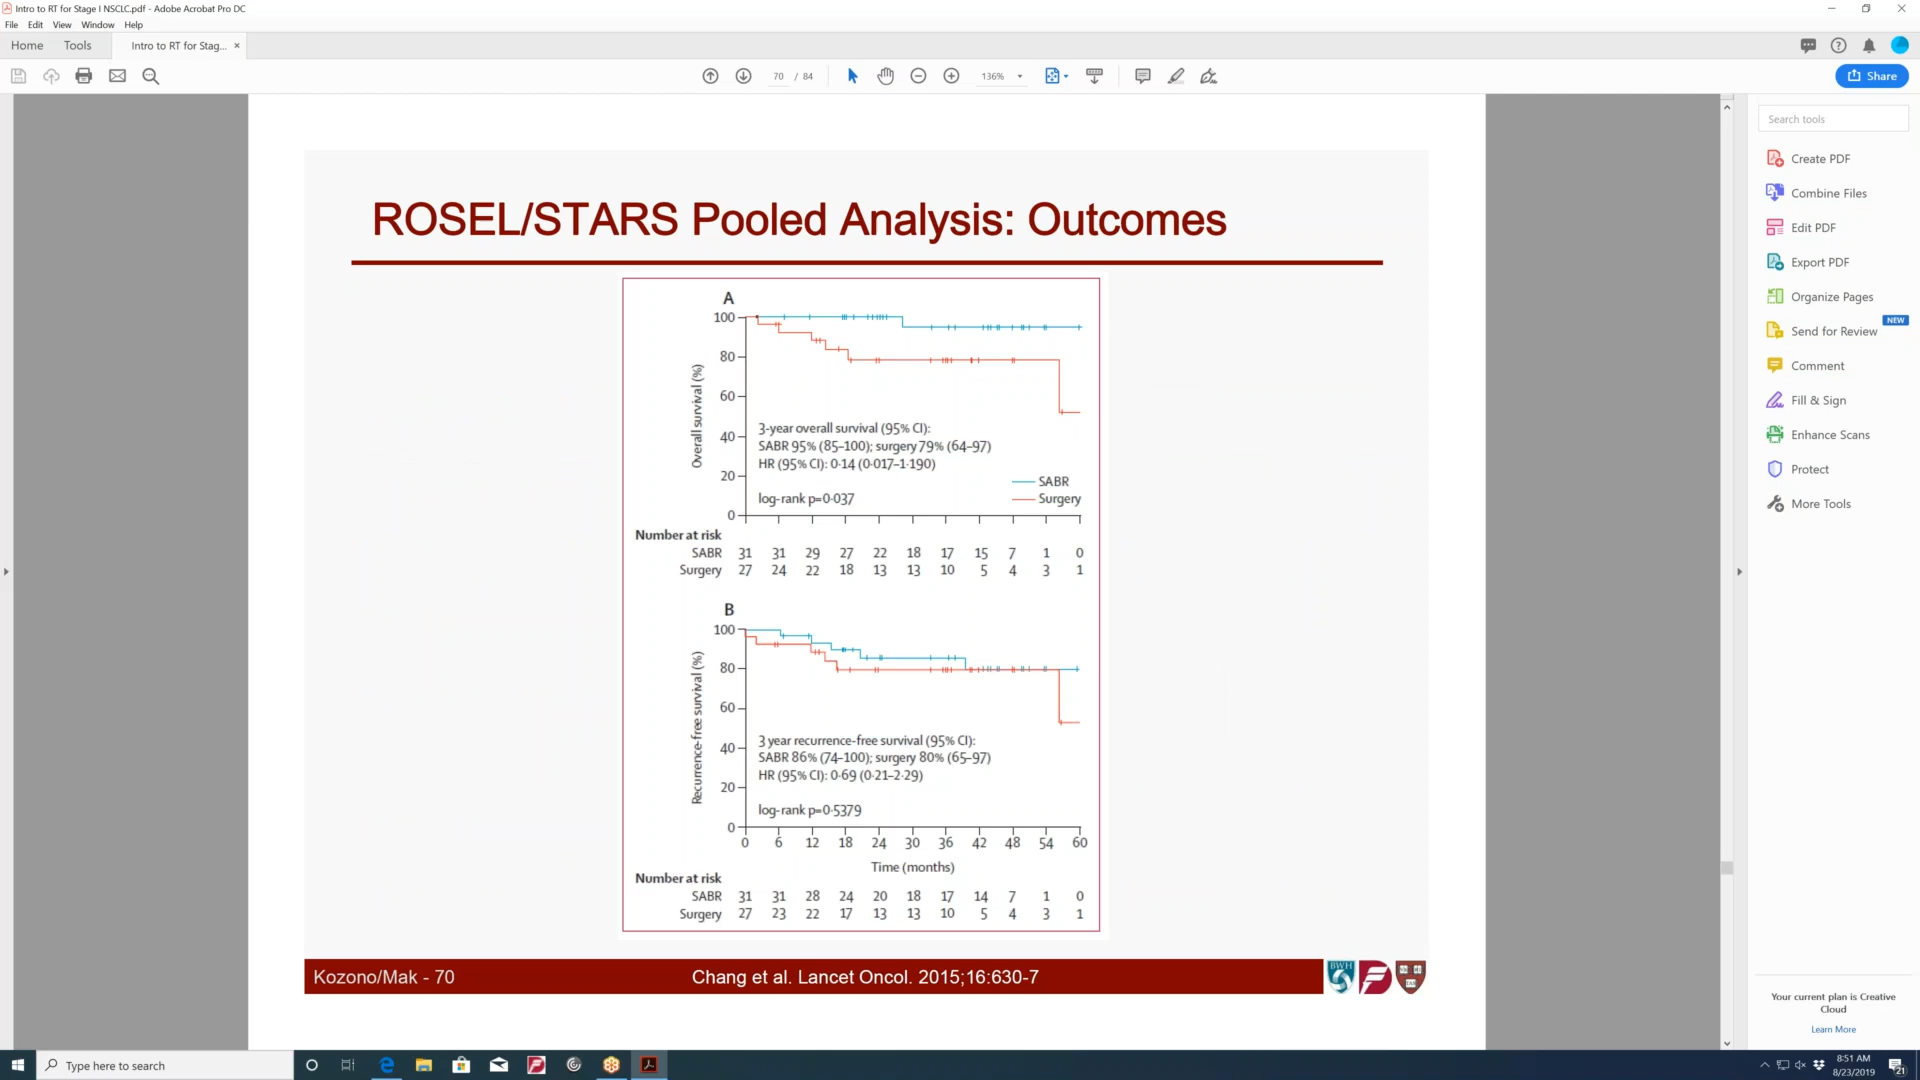 Intro to RT for Stage I NSCLC.pdf - Adobe Acrobat Pro DC
File Edit View Window Help
Home Tools Intro to RT for Stag... ×
70 / 84 136%
Share
ROSEL/STARS Pooled Analysis: Outcomes
A
100
80
60
40
20
0
Overall survival (%)
3-year overall survival (95% CI):
SABR 95% (85–100); surgery 79% (64–97)
HR (95% CI): 0·14 (0·017–1·190)
log-rank p=0·037
SABR
Surgery
Number at risk
SABR 31 31 29 27 22 18 17 15 7 1 0
Surgery 27 24 22 18 13 13 10 5 4 3 1
B
100
80
60
40
20
0
Recurrence-free survival (%)
3 year recurrence-free survival (95% CI):
SABR 86% (74–100); surgery 80% (65–97)
HR (95% CI): 0·69 (0·21–2·29)
log-rank p=0·5379
0 6 12 18 24 30 36 42 48 54 60
Time (months)
Number at risk
SABR 31 31 28 24 20 18 17 14 7 1 0
Surgery 27 23 22 17 13 13 10 5 4 3 1
Kozono/Mak - 70 Chang et al. Lancet Oncol. 2015;16:630-7
BWH
Search tools
Create PDF
Combine Files
Edit PDF
Export PDF
Organize Pages
Send for Review NEW
Comment
Fill & Sign
Enhance Scans
Protect
More Tools
Your current plan is Creative
Cloud
Learn More
Type here to search
8:51 AM
8/23/2019
21